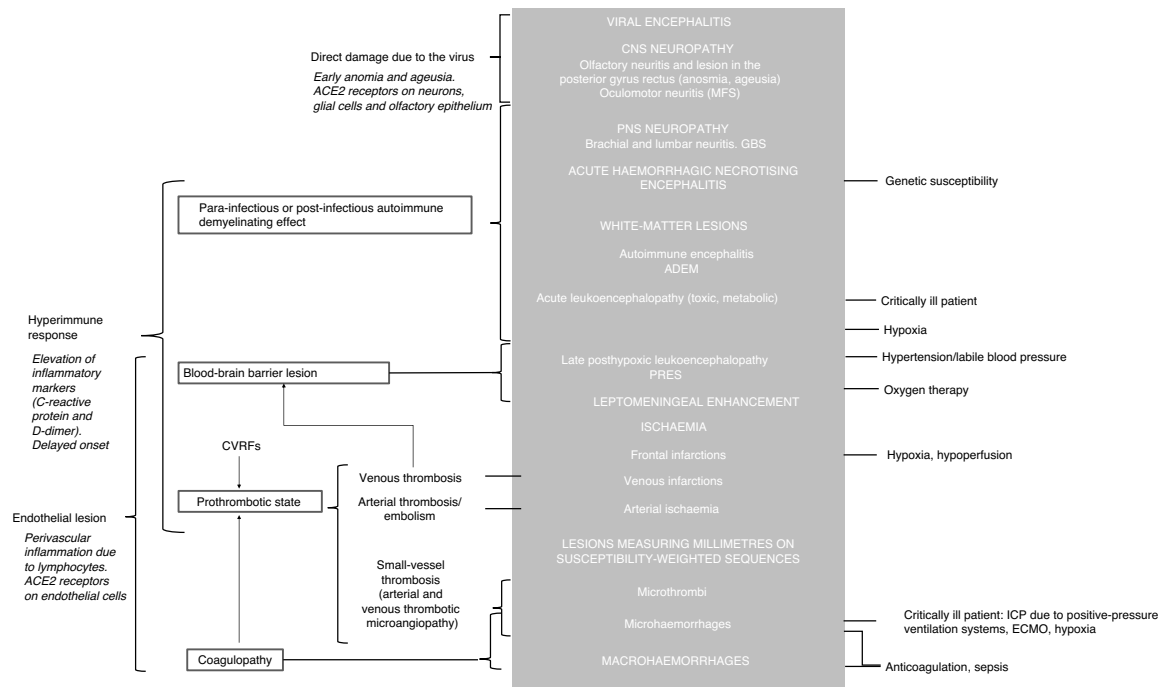 Direct damage due to the virus
Early anomia and ageusia.
ACE2 receptors on neurons,
glial cells and olfactory epithelium
Para-infectious or post-infectious autoimmune
demyelinating effect
Hyperimmune
response
Elevation of
inflammatory
markers
(C-reactive
protein and
D-dimer).
Delayed onset
Blood-brain barrier lesion
CVRFs
Prothrombotic state
Endothelial lesion
Perivascular
inflammation due
to lymphocytes.
ACE2 receptors
on endothelial cells
Coagulopathy
Venous thrombosis
Arterial thrombosis/
embolism
Small-vessel
thrombosis
(arterial and
venous thrombotic
microangiopathy)
VIRAL ENCEPHALITIS
CNS NEUROPATHY
Olfactory neuritis and lesion in the
posterior gyrus rectus (anosmia, ageusia)
Oculomotor neuritis (MFS)
PNS NEUROPATHY
Brachial and lumbar neuritis. GBS
ACUTE HAEMORRHAGIC NECROTISING
ENCEPHALITIS
WHITE-MATTER LESIONS
Autoimmune encephalitis
ADEM
Acute leukoencephalopathy (toxic, metabolic)
Late posthypoxic leukoencephalopathy
PRES
LEPTOMENINGEAL ENHANCEMENT
ISCHAEMIA
Frontal infarctions
Venous infarctions
Arterial ischaemia
LESIONS MEASURING MILLIMETRES ON
SUSCEPTIBILITY-WEIGHTED SEQUENCES
Microthrombi
Microhaemorrhages
MACROHAEMORRHAGES
Genetic susceptibility
Critically ill patient
Hypoxia
Hypertension/labile blood pressure
Oxygen therapy
Hypoxia, hypoperfusion
Critically ill patient: ICP due to positive-pressure
ventilation systems, ECMO, hypoxia
Anticoagulation, sepsis